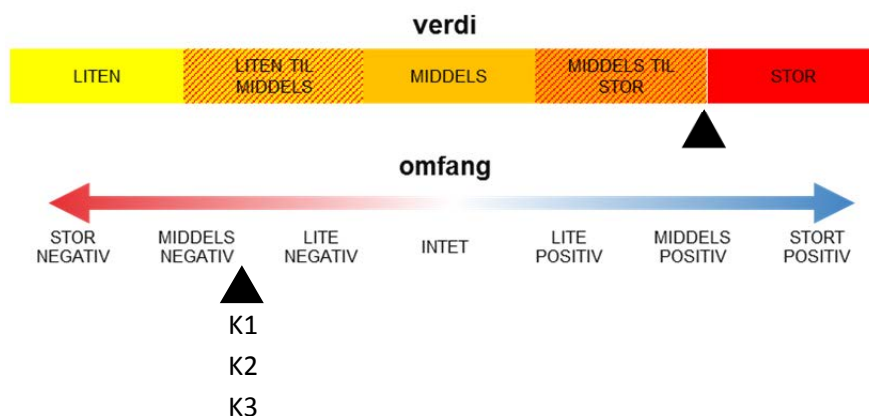 verdi
LITEN
LITEN TIL
MIDDELS
MIDDELS
MIDDELS TIL
STOR
STOR
omfang
STOR
NEGATIV
MIDDELS
NEGATIV
LITE
NEGATIV
INTET
LITE
POSITIV
MIDDELS
POSITIV
STORT
POSITIV
K1
K2
K3